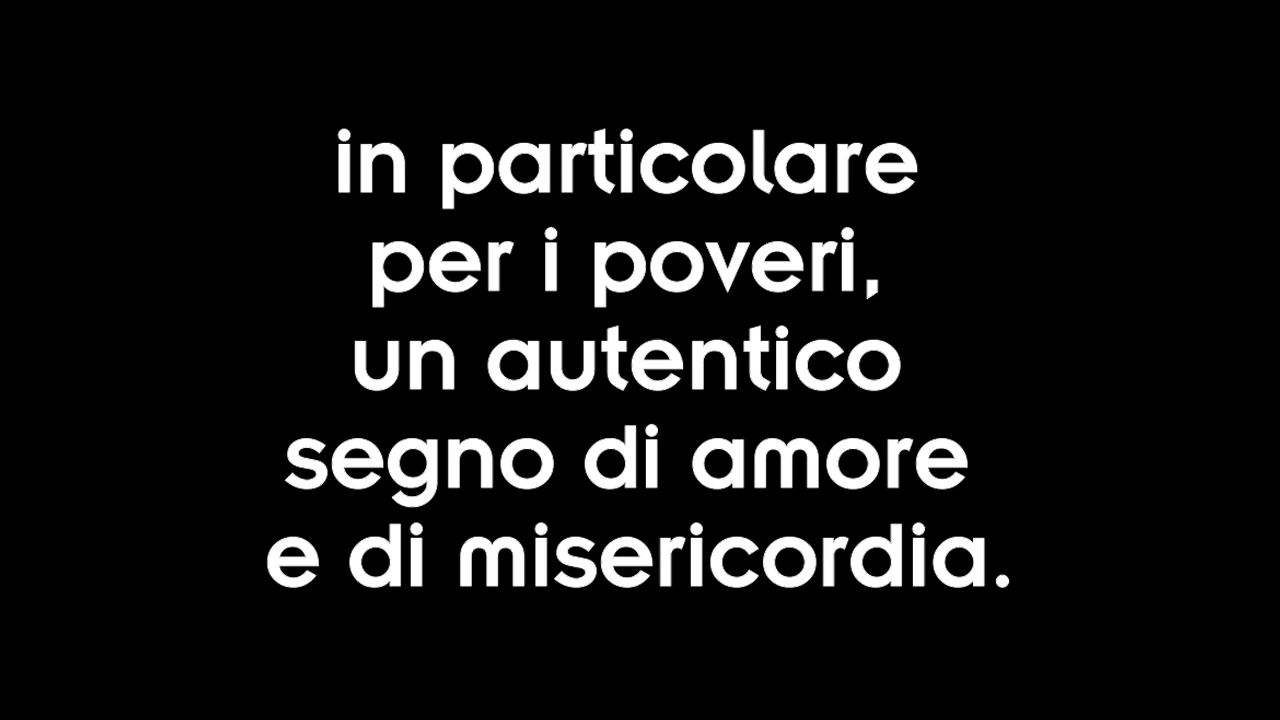 in particolare
per i poveri,
un autentico
segno di amore
e di misericordia.